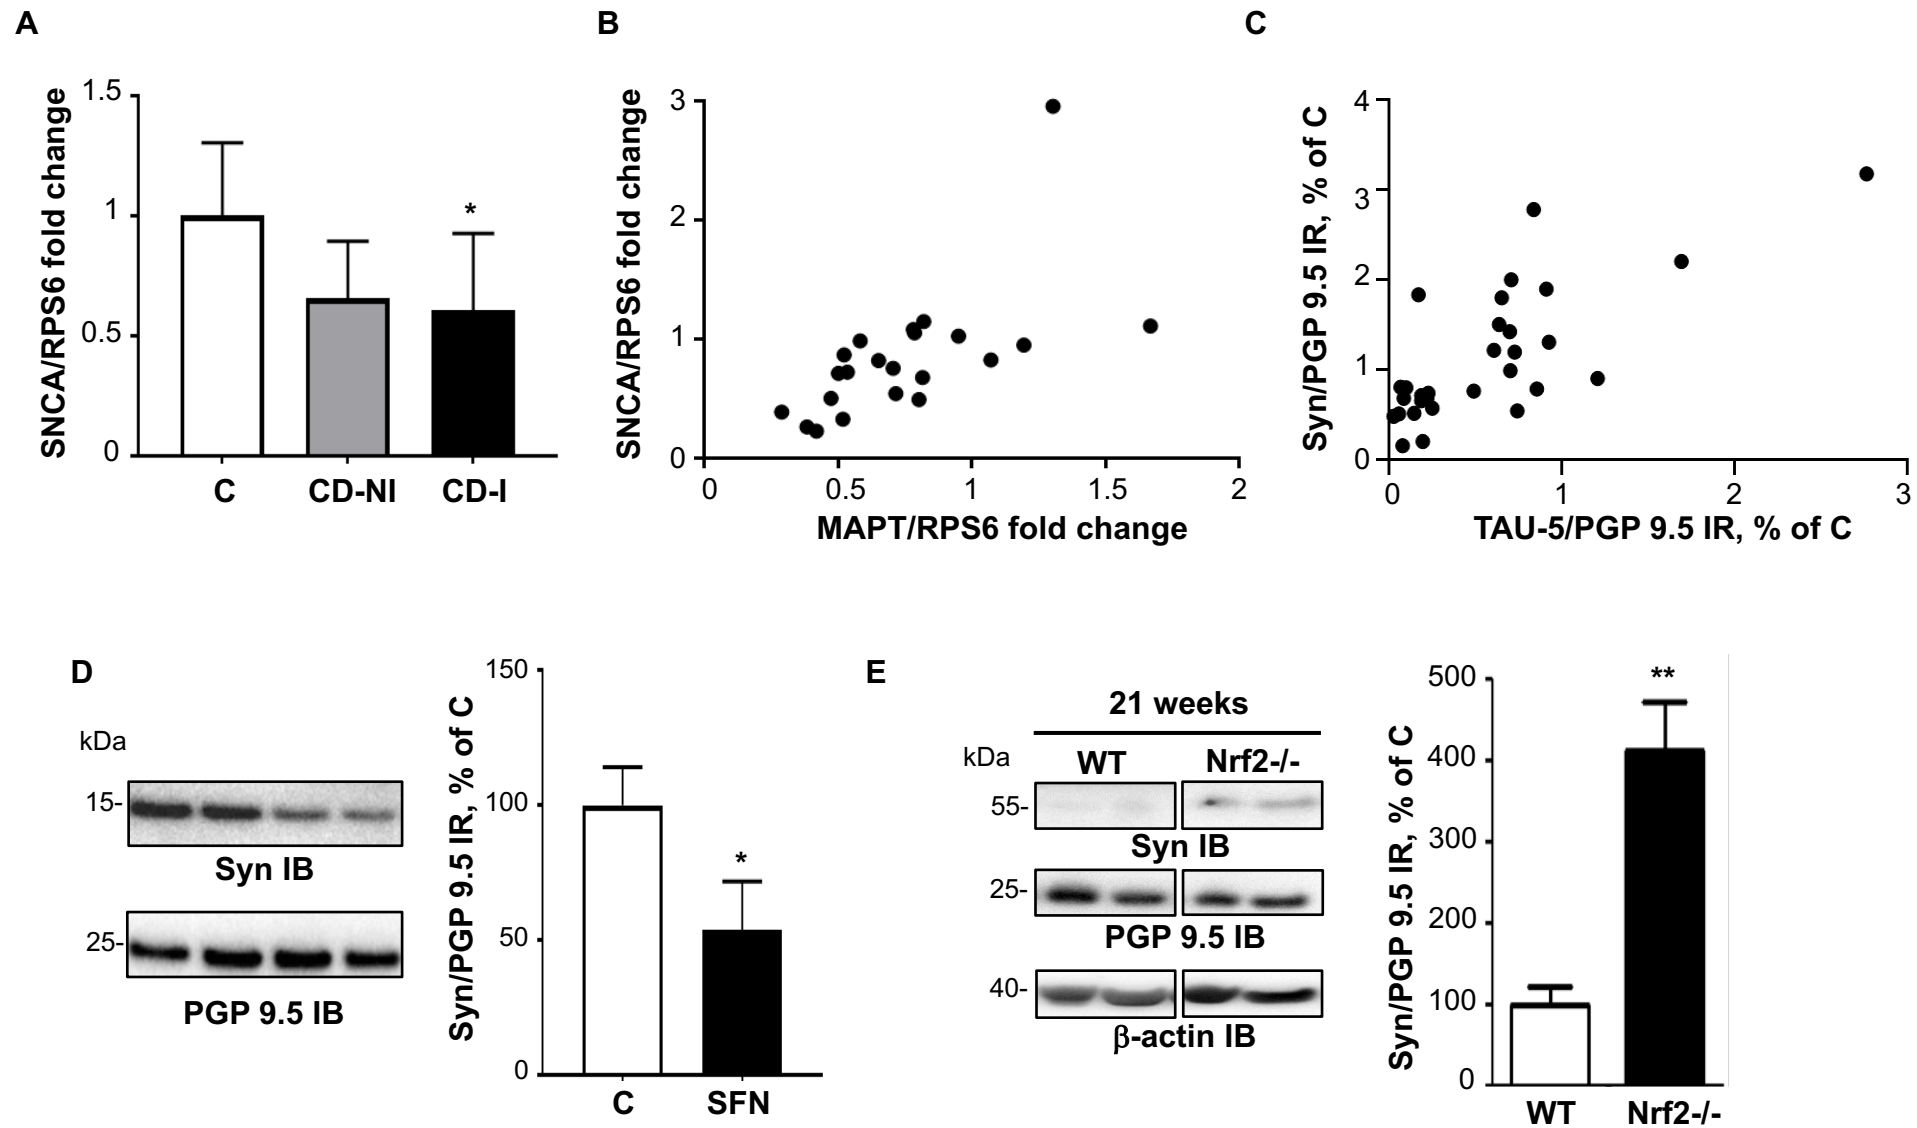 A
SNCA/RPS6 fold change
1.5
1
0.5
0
*
C
CD-NI
CD-I
B
SNCA/RPS6 fold change
3
2
1
0
0
0.5
1
1.5
2
MAPT/RPS6 fold change
C
Syn/PGP 9.5 IR, % of C
4
3
2
1
0
0
1
2
3
TAU-5/PGP 9.5 IR, % of C
D
kDa
15-
Syn IB
25-
PGP 9.5 IB
Syn/PGP 9.5 IR, % of C
150
100
50
0
*
C
SFN
E
21 weeks
kDa
WT
Nrf2-/-
55-
Syn IB
25-
PGP 9.5 IB
40-
β-actin IB
Syn/PGP 9.5 IR, % of C
500
400
300
200
100
0
**
WT
Nrf2-/-